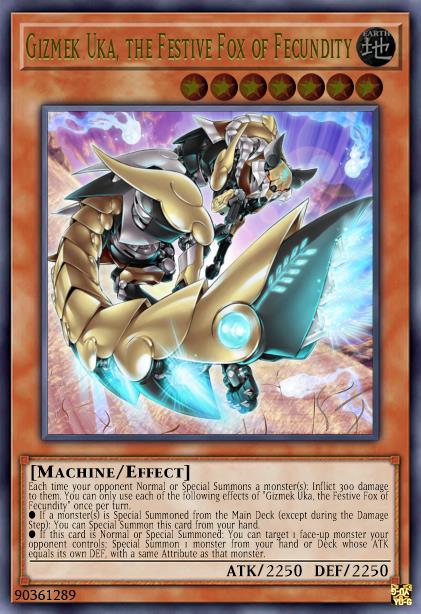 Gizmek Uka, the Festive Fox of Fecundity
EARTH
地
[Machine/Effect]
Each time your opponent Normal or Special Summons a monster(s): Inflict 300 damage
to them. You can only use each of the following effects of "Gizmek Uka, the Festive Fox of
Fecundity" once per turn.
● If a monster(s) is Special Summoned from the Main Deck (except during the Damage
Step): You can Special Summon this card from your hand.
● If this card is Normal or Special Summoned: You can target 1 face-up monster your
opponent controls; Special Summon 1 monster from your hand or Deck whose ATK
equals its own DEF, with a same Attribute as that monster.
ATK/2250 DEF/2250
90361289